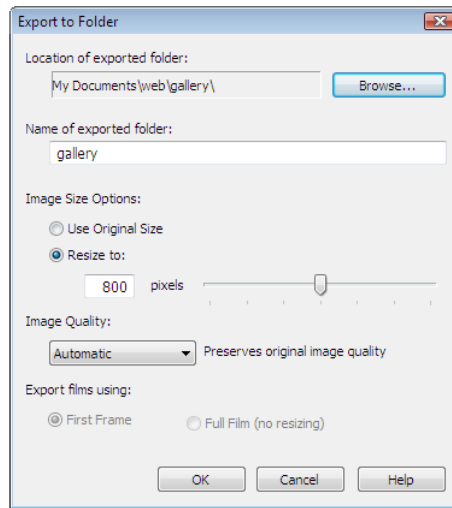 Export to Folder
Location of exported folder:
My Documents\web\gallery\
Browse...
Name of exported folder:
gallery
Image Size Options:
Use Original Size
Resize to:
800 pixels
Image Quality:
Automatic Preserves original image quality
Export films using:
First Frame Full Film (no resizing)
OK Cancel Help